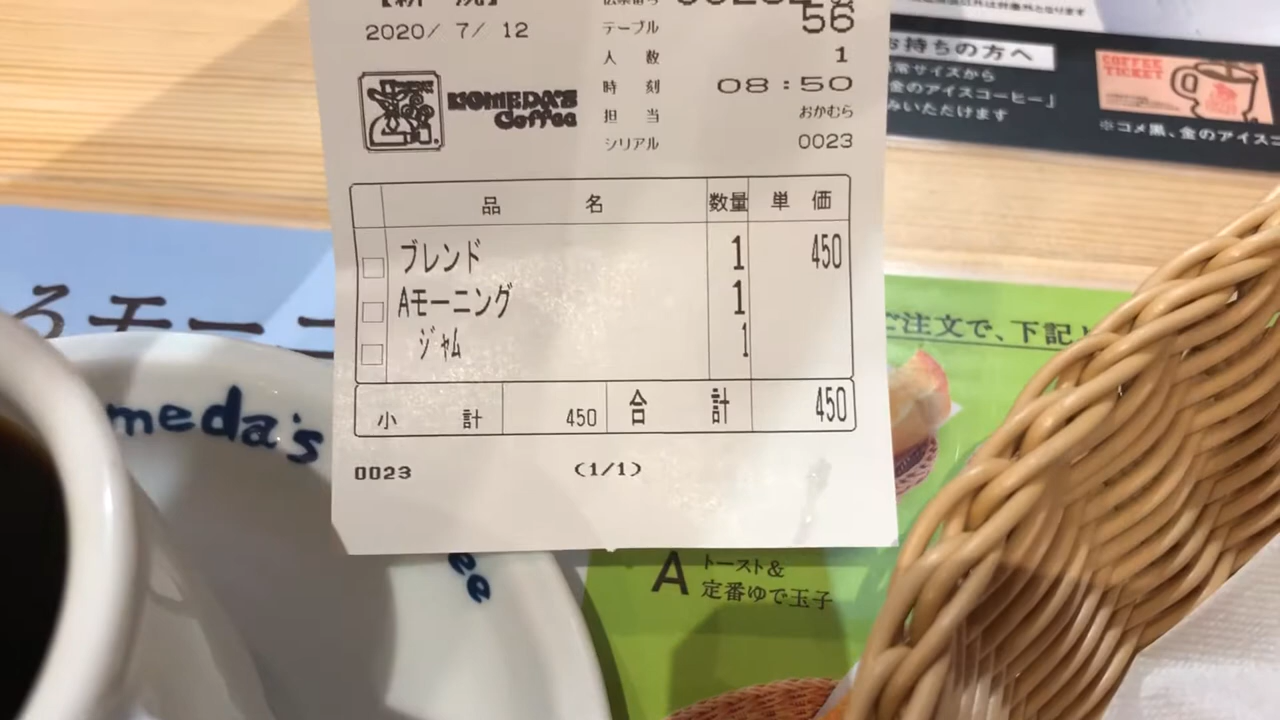 2020/ 7/ 12
テーブル 56
人 数 1
時 刻 08:50
担 当 おかむら
シリアル 0023
KOMEDA'S
Coffee
品 名 数量 単 価
ブレンド 1 450
Aモーニング 1
ジャム 1
小 計 450 合 計 450
0023 (1/1)
お持ちの方へ
常サイズから
金のアイスコーヒー」
みいただけます
COFFEE
TICKET
※コメ黒、金のアイスコ
るモーニ
ご注文で、下記
meda's
A トースト&
定番ゆで玉子